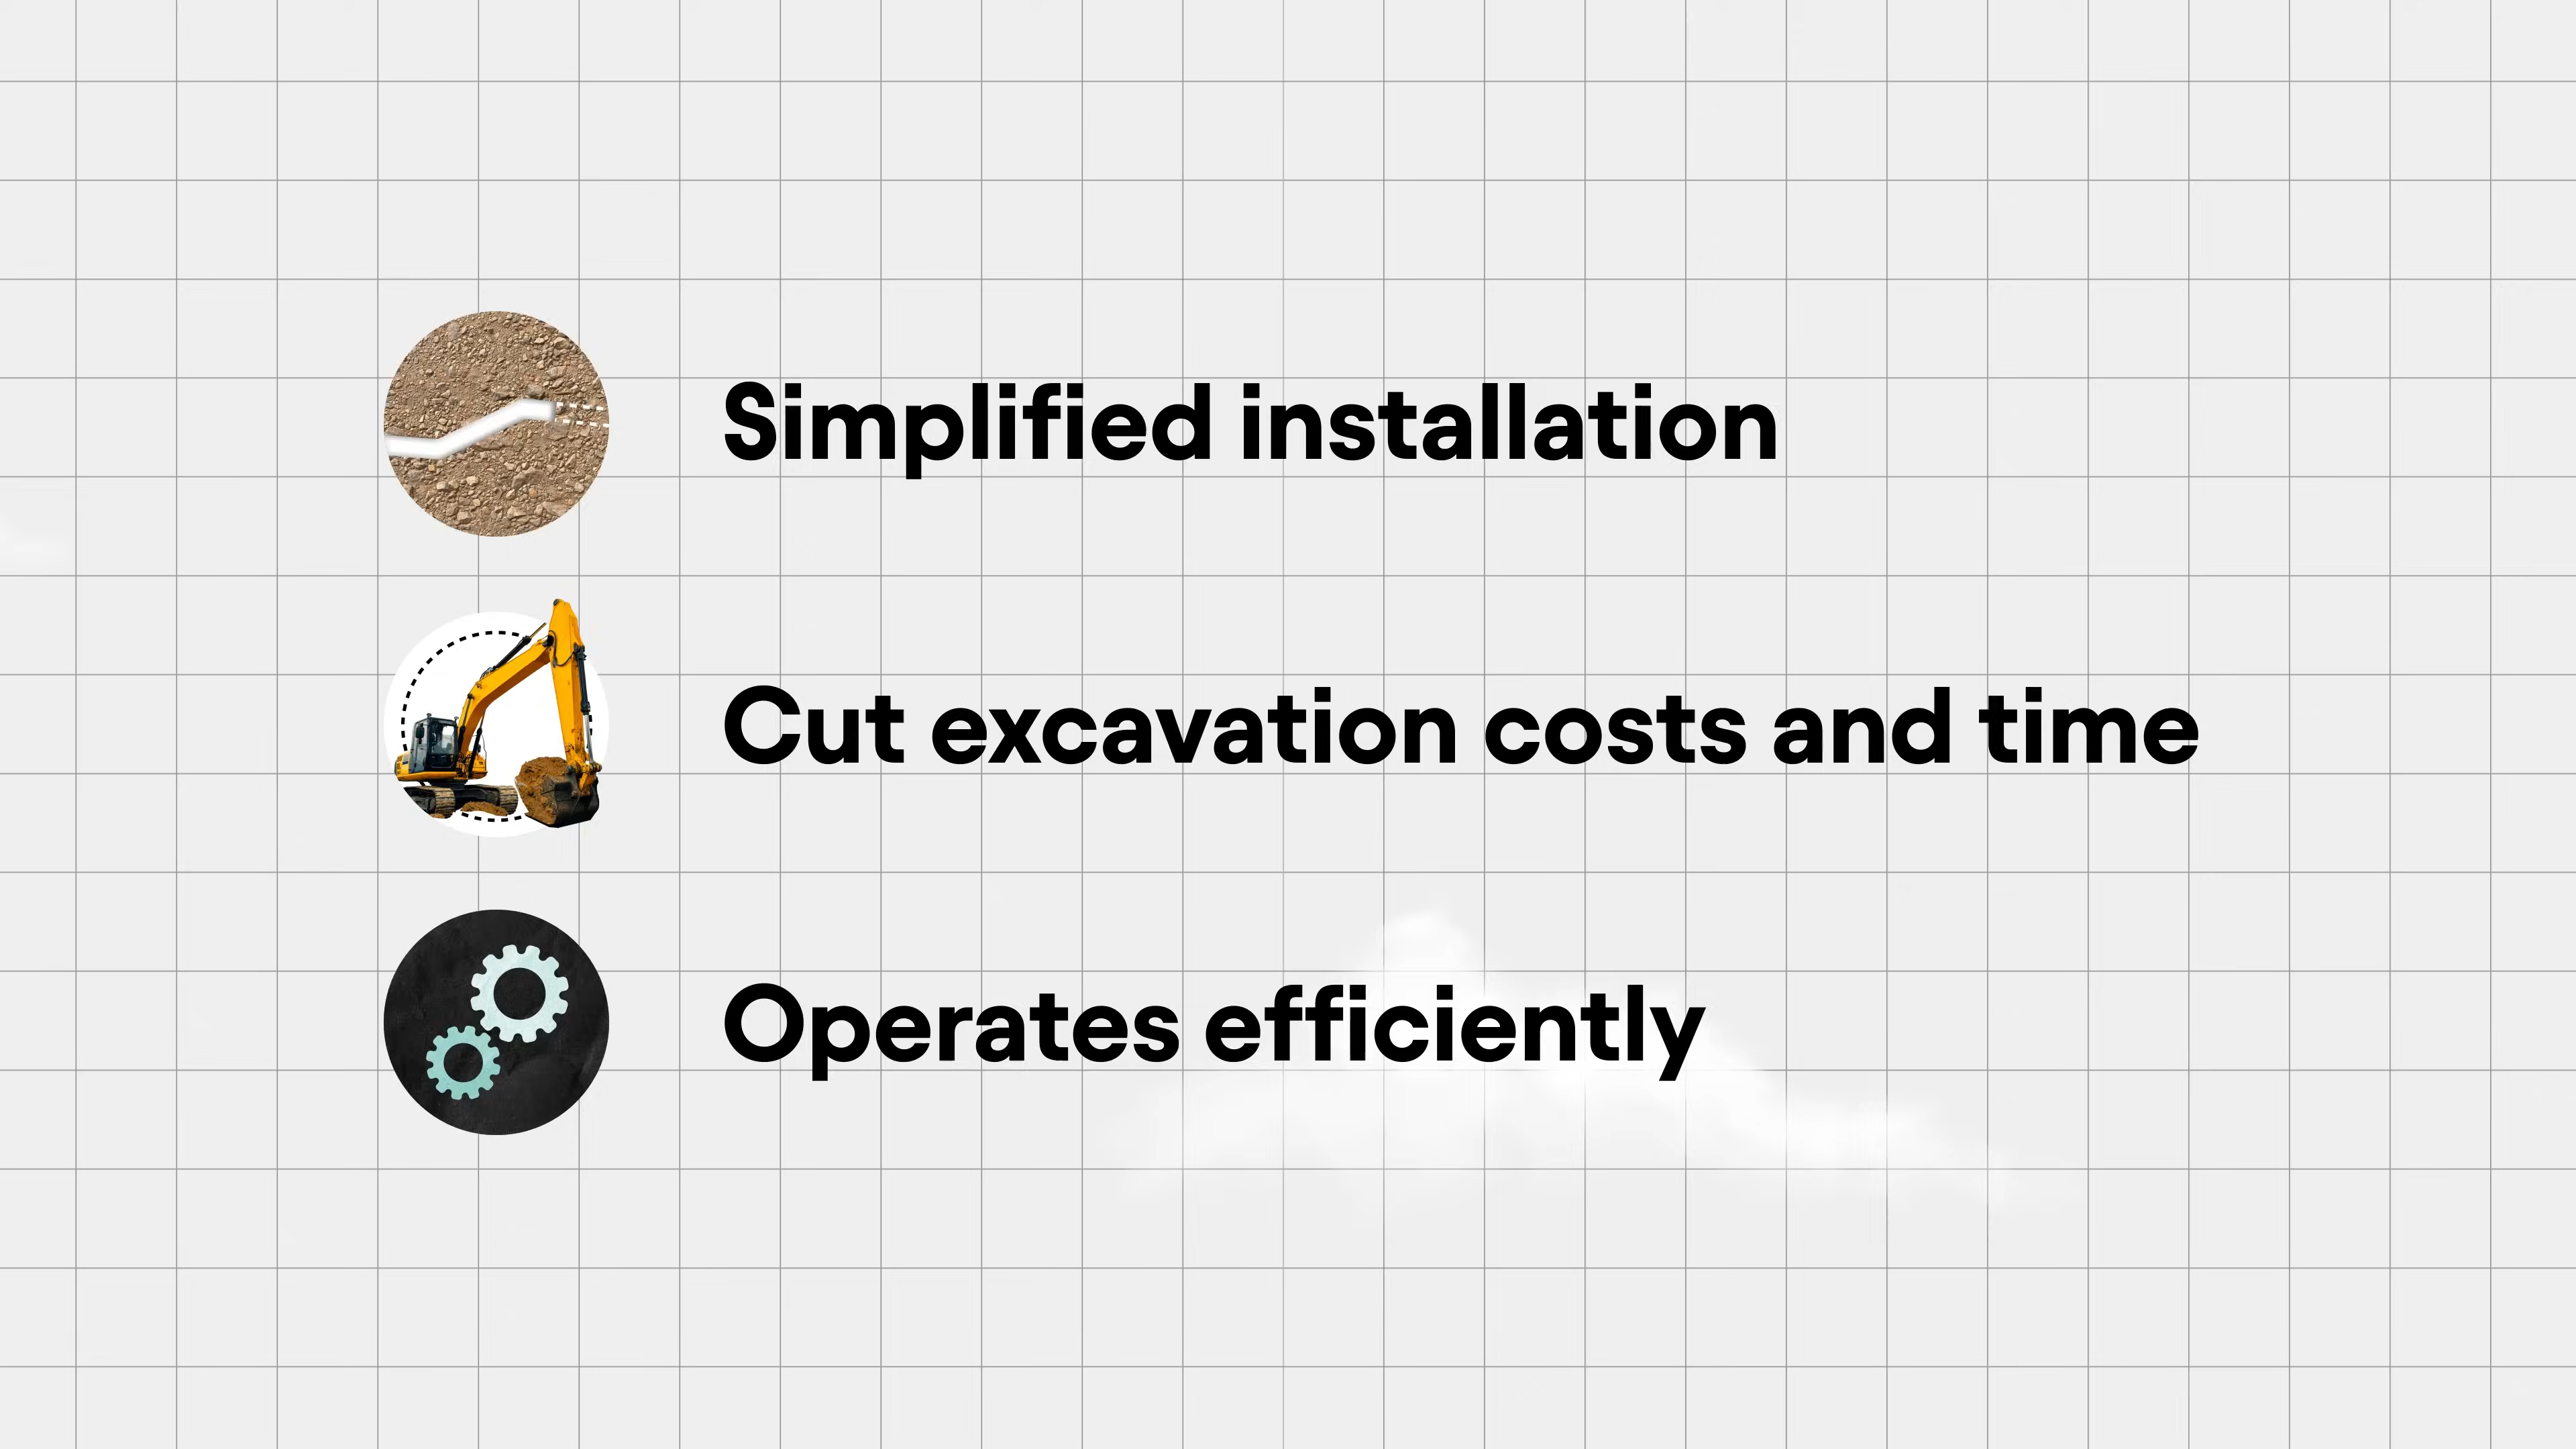 Simplified installation
Cut excavation costs and time
Operates efficiently